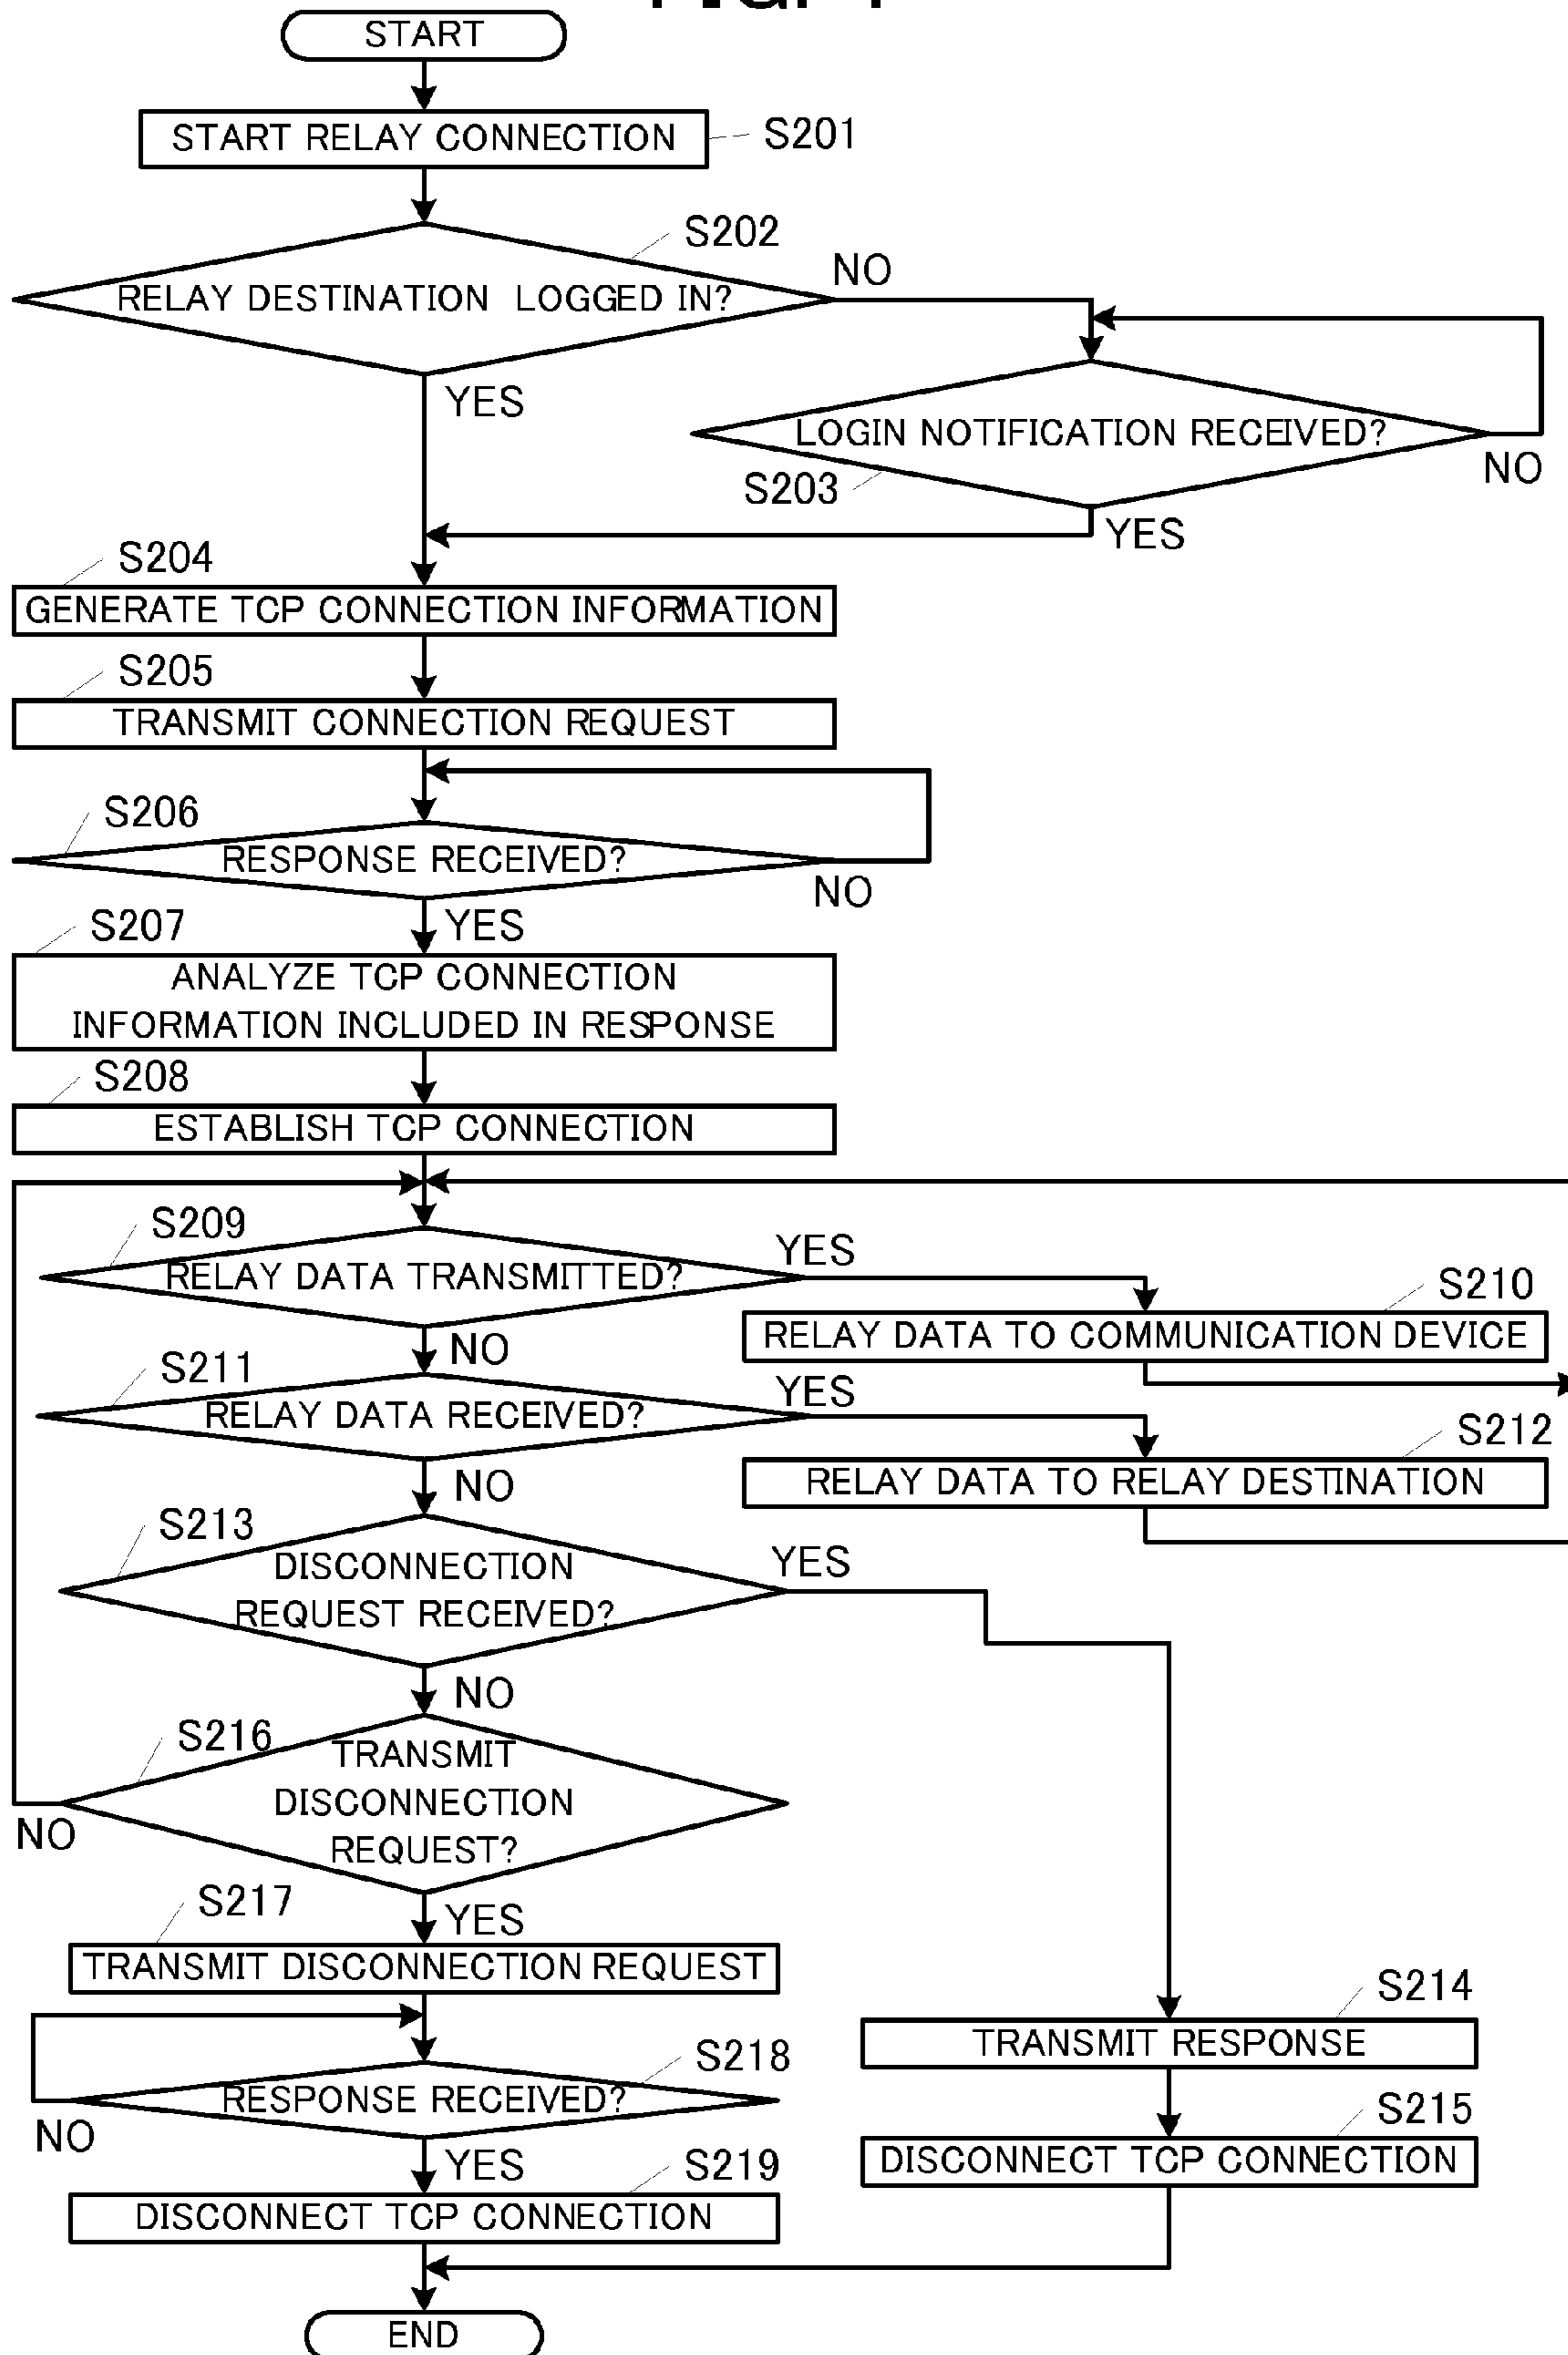 START
START RELAY CONNECTION
S201
S202
RELAY DESTINATION LOGGED IN?
NO
YES
LOGIN NOTIFICATION RECEIVED?
NO
S203
YES
S204
GENERATE TCP CONNECTION INFORMATION
S205
TRANSMIT CONNECTION REQUEST
S206
RESPONSE RECEIVED?
NO
YES
S207
ANALYZE TCP CONNECTION
INFORMATION INCLUDED IN RESPONSE
S208
ESTABLISH TCP CONNECTION
S209
RELAY DATA TRANSMITTED?
YES
S210
RELAY DATA TO COMMUNICATION DEVICE
NO
S211
RELAY DATA RECEIVED?
YES
S212
RELAY DATA TO RELAY DESTINATION
NO
S213
DISCONNECTION
REQUEST RECEIVED?
YES
NO
S216
TRANSMIT
DISCONNECTION
REQUEST?
NO
YES
S217
TRANSMIT DISCONNECTION REQUEST
S214
TRANSMIT RESPONSE
S218
RESPONSE RECEIVED?
NO
YES
S215
DISCONNECT TCP CONNECTION
S219
DISCONNECT TCP CONNECTION
END